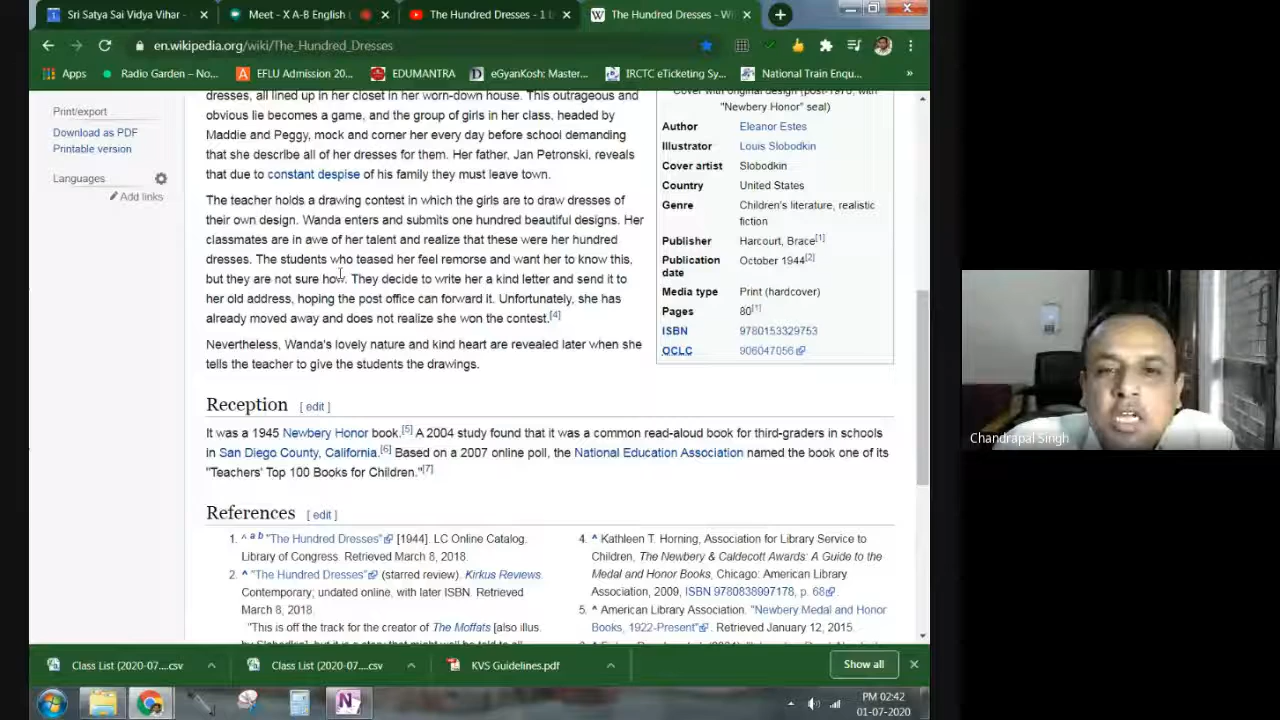 Sri Satya Sai Vidya Vihar -
Meet - X A-B English
The Hundred Dresses - 1
The Hundred Dresses - Wi
en.wikipedia.org/wiki/The_Hundred_Dresses
Apps
Radio Garden – No...
EFLU Admission 20...
EDUMANTRA
eGyanKosh: Master...
IRCTC eTicketing Sy...
National Train Enqu...
»
Print/export
Download as PDF
Printable version
Languages
Add links
dresses, all lined up in her closet in her worn-down house. This outrageous and
obvious lie becomes a game, and the group of girls in her class, headed by
Maddie and Peggy, mock and corner her every day before school demanding
that she describe all of her dresses for them. Her father, Jan Petronski, reveals
that due to constant despise of his family they must leave town.
The teacher holds a drawing contest in which the girls are to draw dresses of
their own design. Wanda enters and submits one hundred beautiful designs. Her
classmates are in awe of her talent and realize that these were her hundred
dresses. The students who teased her feel remorse and want her to know this,
but they are not sure how. They decide to write her a kind letter and send it to
her old address, hoping the post office can forward it. Unfortunately, she has
already moved away and does not realize she won the contest.[4]
Nevertheless, Wanda's lovely nature and kind heart are revealed later when she
tells the teacher to give the students the drawings.
Cover with original design (post-1970, with
"Newbery Honor" seal)
Author Eleanor Estes
Illustrator Louis Slobodkin
Cover artist Slobodkin
Country United States
Genre Children's literature, realistic
fiction
Publisher Harcourt, Brace[1]
Publication October 1944[2]
date
Media type Print (hardcover)
Pages 80[1]
ISBN 9780153329753
OCLC 906047056
Reception [ edit ]
It was a 1945 Newbery Honor book.[5] A 2004 study found that it was a common read-aloud book for third-graders in schools
in San Diego County, California.[6] Based on a 2007 online poll, the National Education Association named the book one of its
"Teachers' Top 100 Books for Children."[7]
References [ edit ]
1. ^ a b "The Hundred Dresses" [1944]. LC Online Catalog.
Library of Congress. Retrieved March 8, 2018.
2. ^ "The Hundred Dresses" (starred review). Kirkus Reviews.
Contemporary; undated online, with later ISBN. Retrieved
March 8, 2018.
"This is off the track for the creator of The Moffats [also illus
4. ^ Kathleen T. Horning, Association for Library Service to
Children, The Newbery & Caldecott Awards: A Guide to the
Medal and Honor Books, Chicago: American Library
Association, 2009, ISBN 9780838997178, p. 68
5. ^ American Library Association. "Newbery Medal and Honor
Books, 1922-Present". Retrieved January 12, 2015.
Chandrapal Singh
Class List (2020-07....csv
Class List (2020-07....csv
KVS Guidelines.pdf
Show all
PM 02:42
01-07-2020